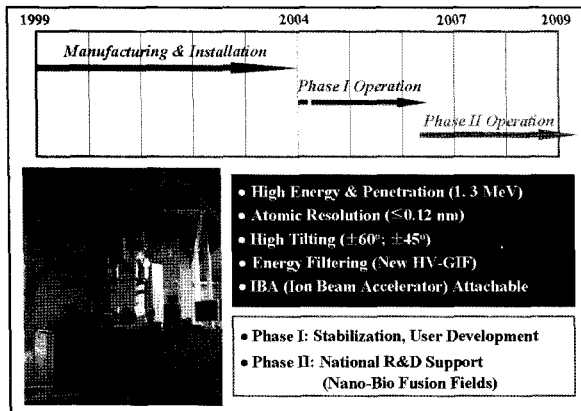 1999 2004 2007 2009
Manufacturing & Installation
Phase I Operation
Phase II Operation
● High Energy & Penetration (1. 3 MeV)
● Atomic Resolution (≤0.12 nm)
● High Tilting (±60º; ±45º)
● Energy Filtering (New HV-GIF)
● IBA (Ion Beam Accelerator) Attachable
● Phase I: Stabilization, User Development
● Phase II: National R&D Support
(Nano-Bio Fusion Fields)